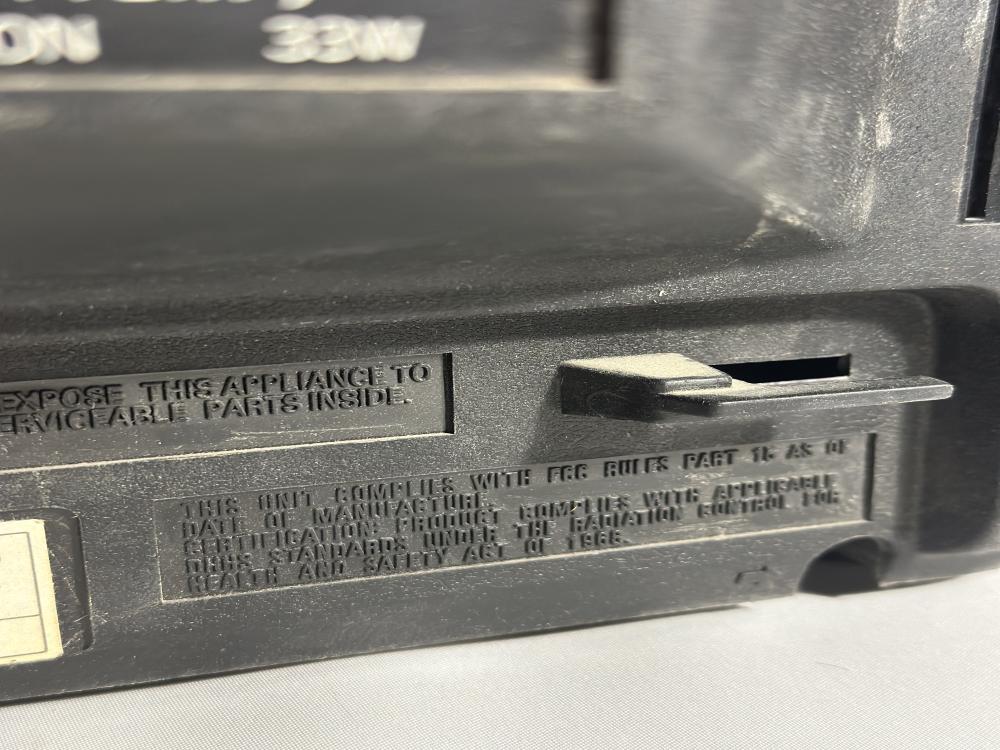 ON 33W
EXPOSE THIS APPLIANCE TO
SERVICEABLE PARTS INSIDE.
THIS UNIT COMPLIES WITH FCC RULES PART 15 AS OF
DATE OF MANUFACTURE.
CERTIFICATION: PRODUCT COMPLIES WITH APPLICABLE
DHHS STANDARDS UNDER THE RADIATION CONTROL FOR
HEALTH AND SAFETY ACT OF 1968.